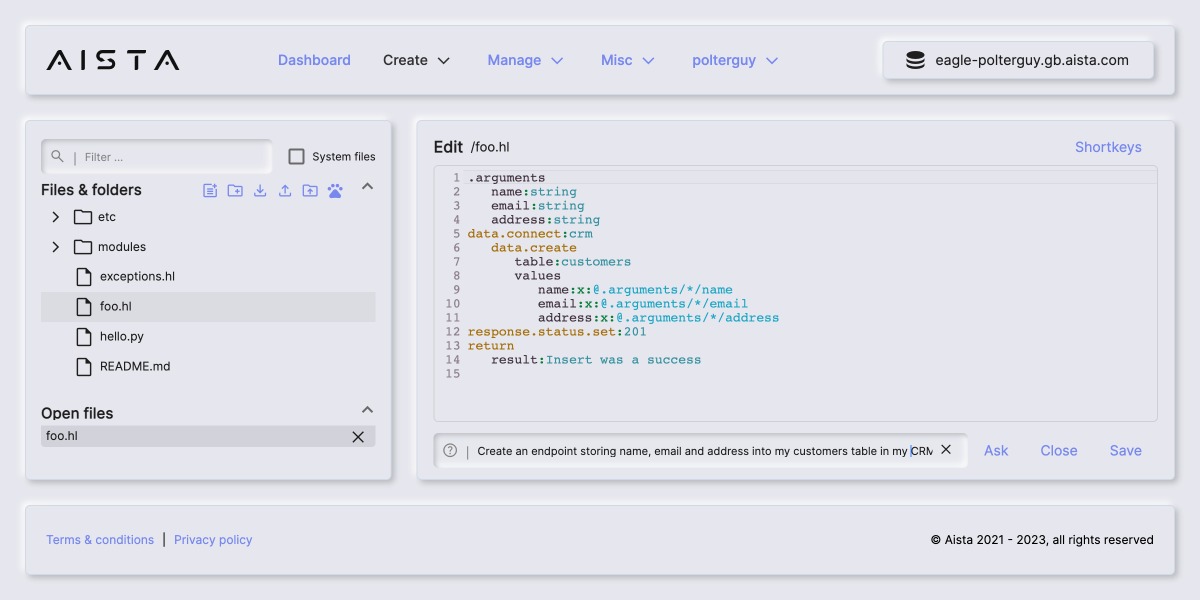 AISTA
Dashboard
Create
Manage
Misc
polterguy
eagle-polterguy.gb.aista.com
Filter ...
System files
Files & folders
etc
modules
exceptions.hl
foo.hl
hello.py
README.md
Open files
foo.hl
Edit /foo.hl
Shortkeys
1 .arguments
2 name:string
3 email:string
4 address:string
5 data.connect:crm
6 data.create
7 table:customers
8 values
9 name:x:@.arguments/*/name
10 email:x:@.arguments/*/email
11 address:x:@.arguments/*/address
12 response.status.set:201
13 return
14 result:Insert was a success
15
Create an endpoint storing name, email and address into my customers table in my CRM
Ask
Close
Save
Terms & conditions | Privacy policy
© Aista 2021 - 2023, all rights reserved